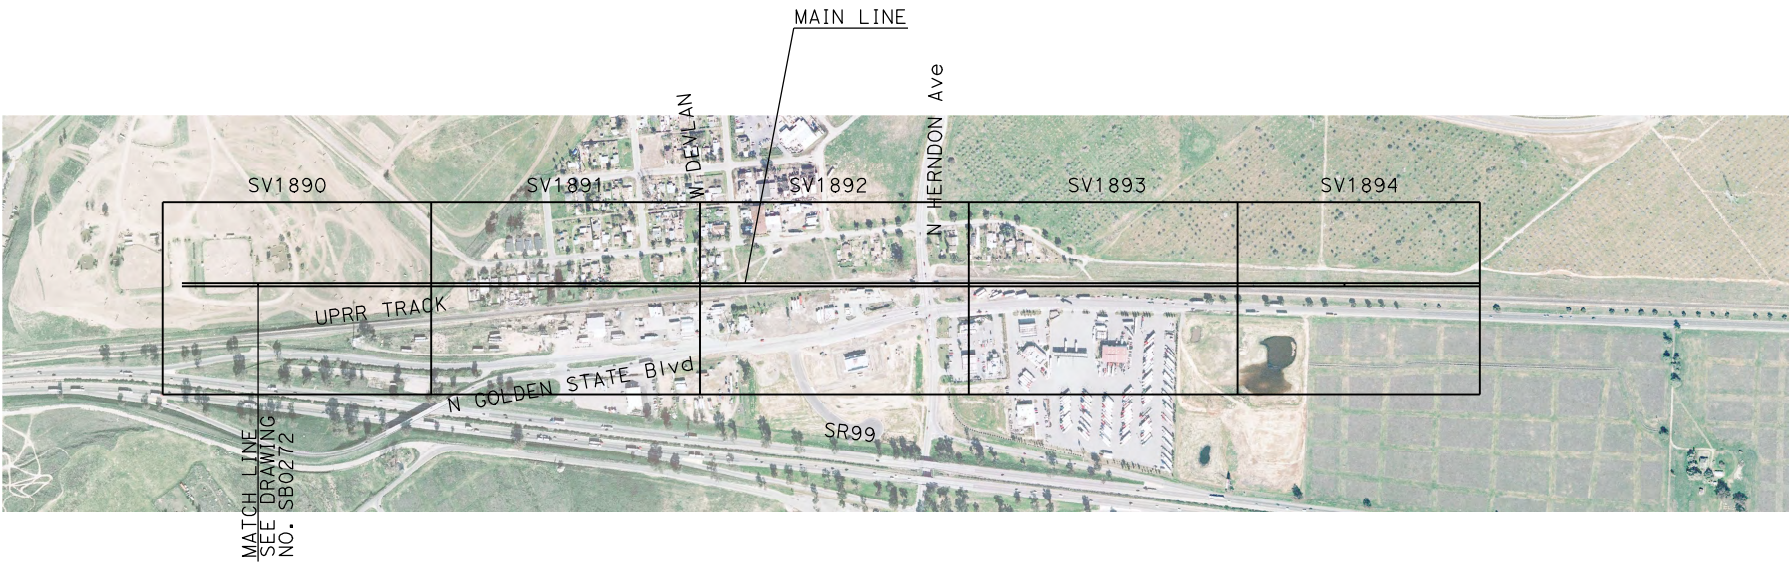 MAIN LINE
N HERNDON Ave
W DEVLAN
SV1890
SV1891
SV1892
SV1893
SV1894
UPRR TRACK
N GOLDEN STATE Blvd
SR99
MATCH LINE
SEE DRAWING
NO. SB0272